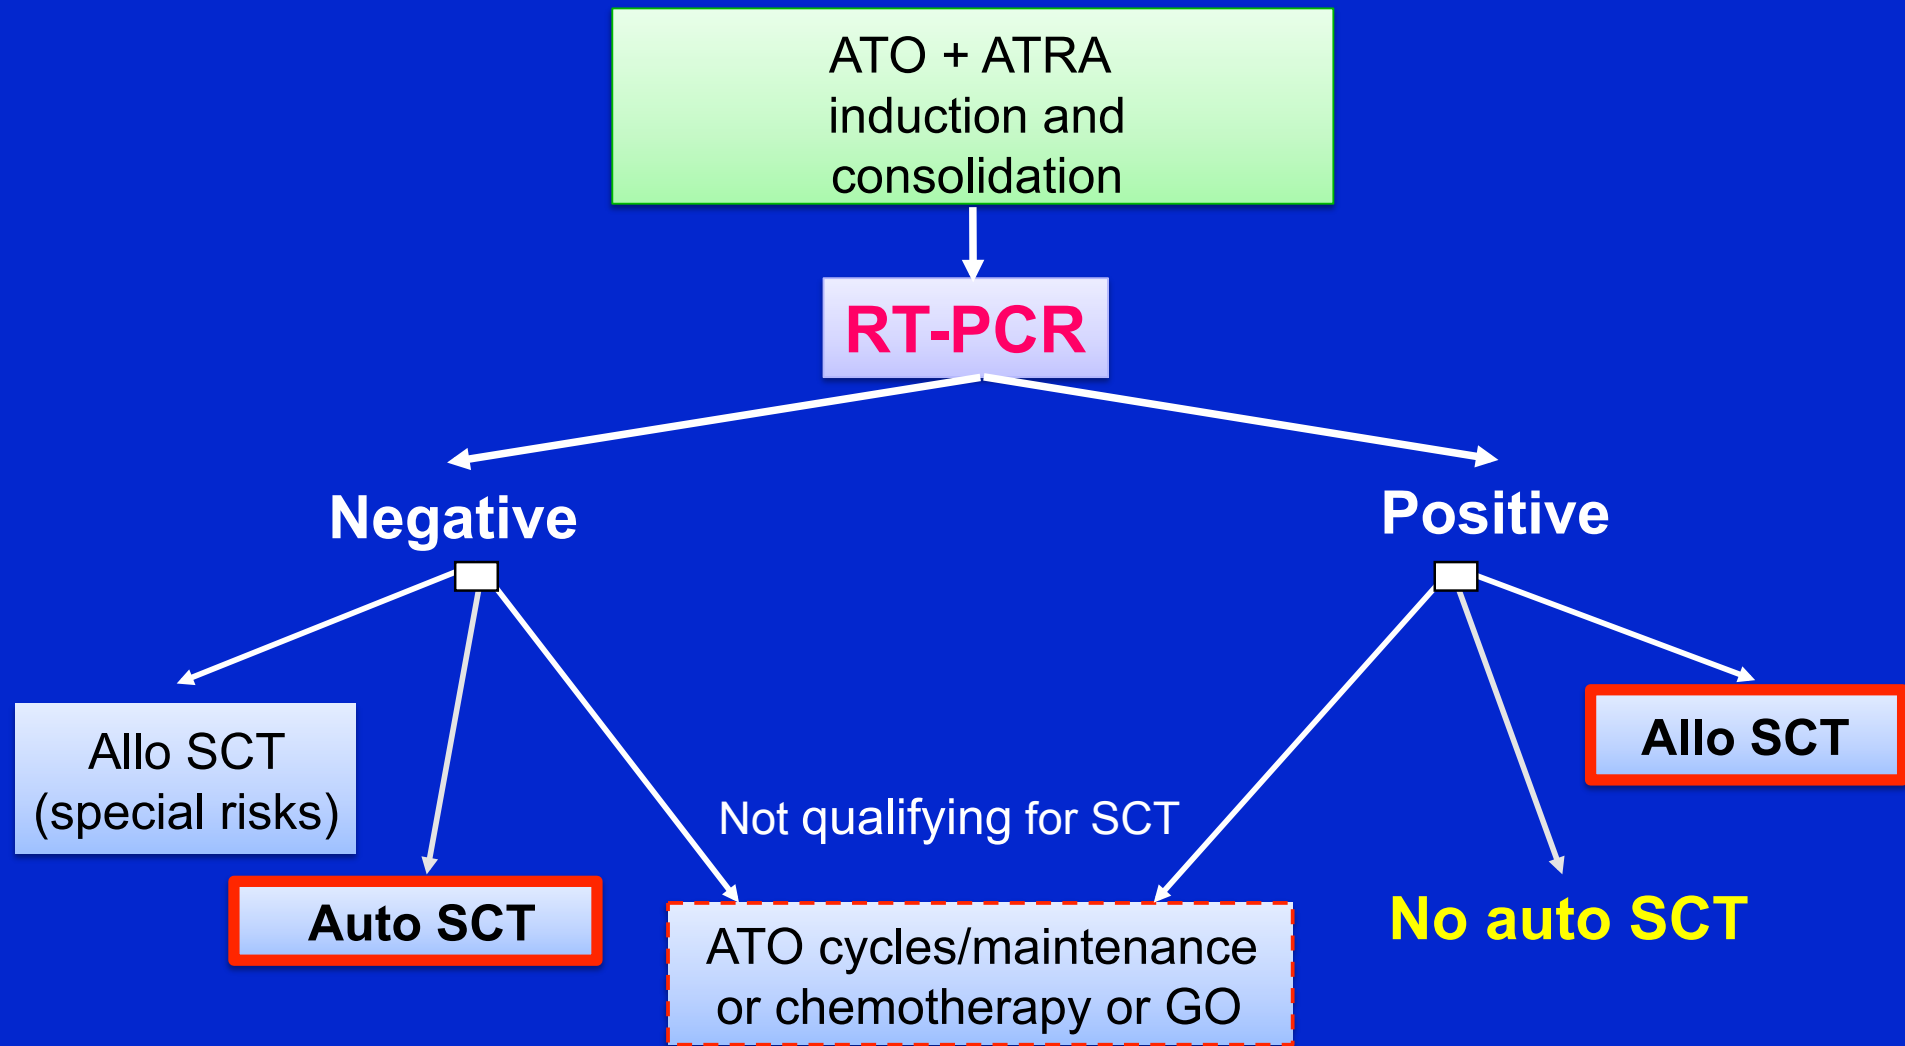 ATO + ATRA
induction and
consolidation
RT-PCR
Negative
Positive
Allo SCT
(special risks)
Auto SCT
Not qualifying for SCT
ATO cycles/maintenance
or chemotherapy or GO
No auto SCT
Allo SCT